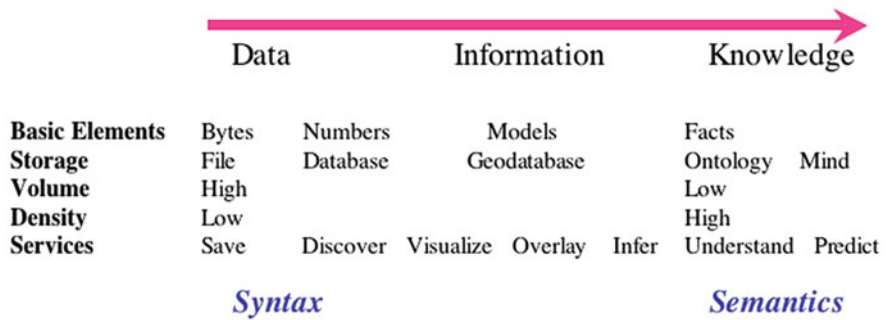 Data Information Knowledge
Basic Elements Bytes Numbers Models Facts
Storage File Database Geodatabase Ontology Mind
Volume High Low
Density Low High
Services Save Discover Visualize Overlay Infer Understand Predict
Syntax Semantics